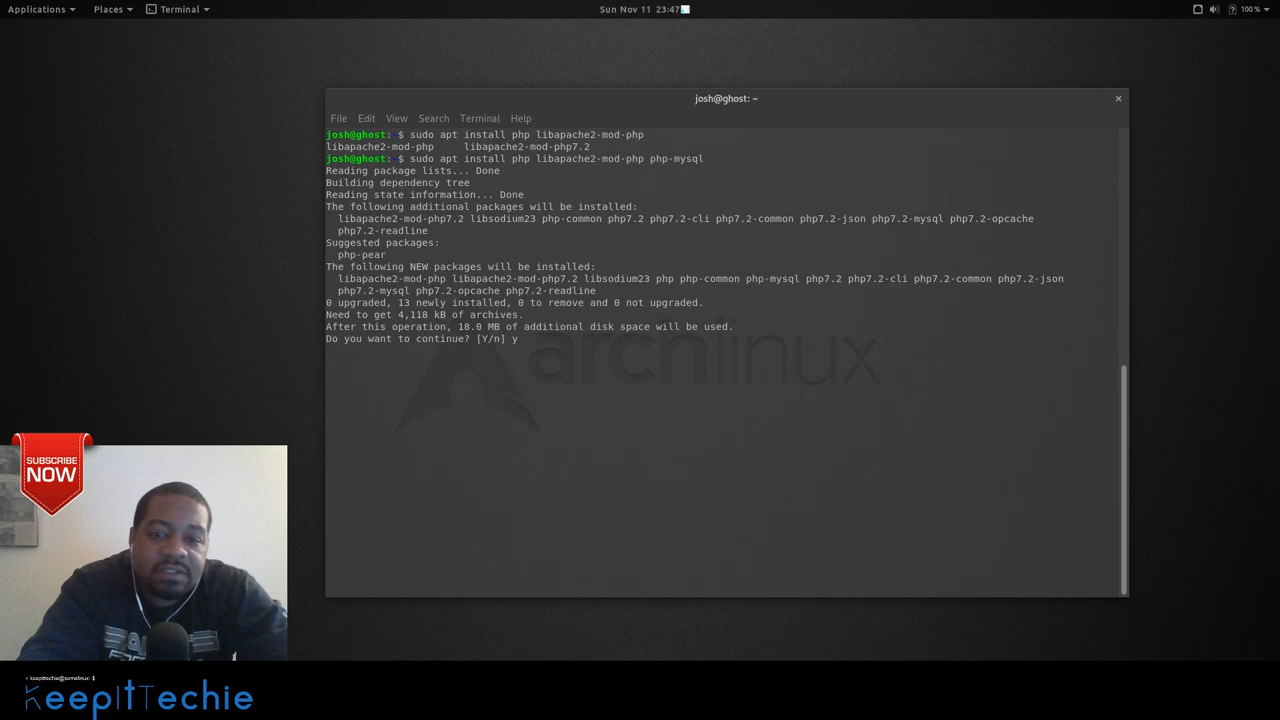 Applications Places Terminal Sun Nov 11 23:47 100 %
josh@ghost: ~
File Edit View Search Terminal Help
josh@ghost:~$ sudo apt install php libapache2-mod-php
libapache2-mod-php libapache2-mod-php7.2
josh@ghost:~$ sudo apt install php libapache2-mod-php php-mysql
Reading package lists... Done
Building dependency tree
Reading state information... Done
The following additional packages will be installed:
libapache2-mod-php7.2 libsodium23 php-common php7.2 php7.2-cli php7.2-common php7.2-json php7.2-mysql php7.2-opcache
php7.2-readline
Suggested packages:
php-pear
The following NEW packages will be installed:
libapache2-mod-php libapache2-mod-php7.2 libsodium23 php php-common php-mysql php7.2 php7.2-cli php7.2-common php7.2-json
php7.2-mysql php7.2-opcache php7.2-readline
0 upgraded, 13 newly installed, 0 to remove and 0 not upgraded.
Need to get 4,118 kB of archives.
After this operation, 18.0 MB of additional disk space will be used.
Do you want to continue? [Y/n] y
archlinux
SUBSCRIBE
NOW
> keepittechie@somelinux:-$
KeepItTechie